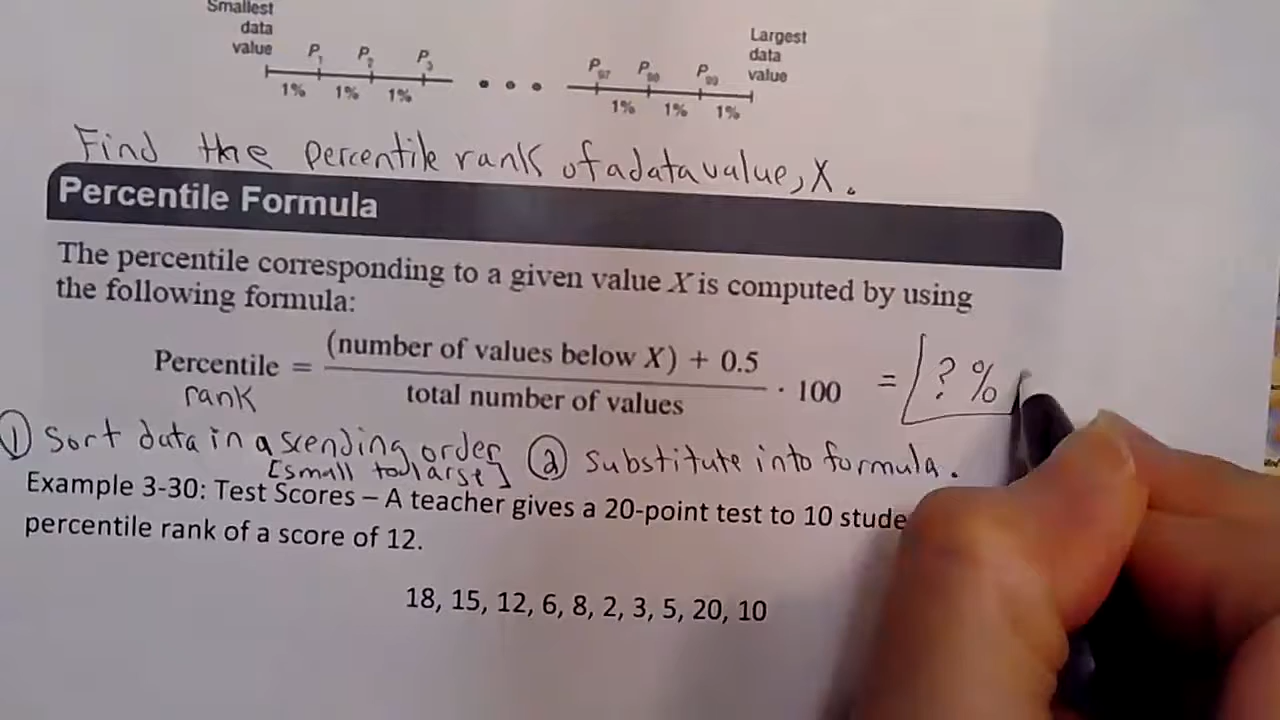 Smallest
data
value
Largest
data
value
P1 P2 P3 P97 P98 P99
1% 1% 1% 1% 1% 1%
Find the percentile rank of a data value, X.
Percentile Formula
The percentile corresponding to a given value X is computed by using
the following formula:
Percentile = (number of values below X) + 0.5 / total number of values · 100 = ? %
rank
① Sort data in ascending order ② substitute into formula.
[small to large]
Example 3-30: Test Scores – A teacher gives a 20-point test to 10 stude
percentile rank of a score of 12.
18, 15, 12, 6, 8, 2, 3, 5, 20, 10